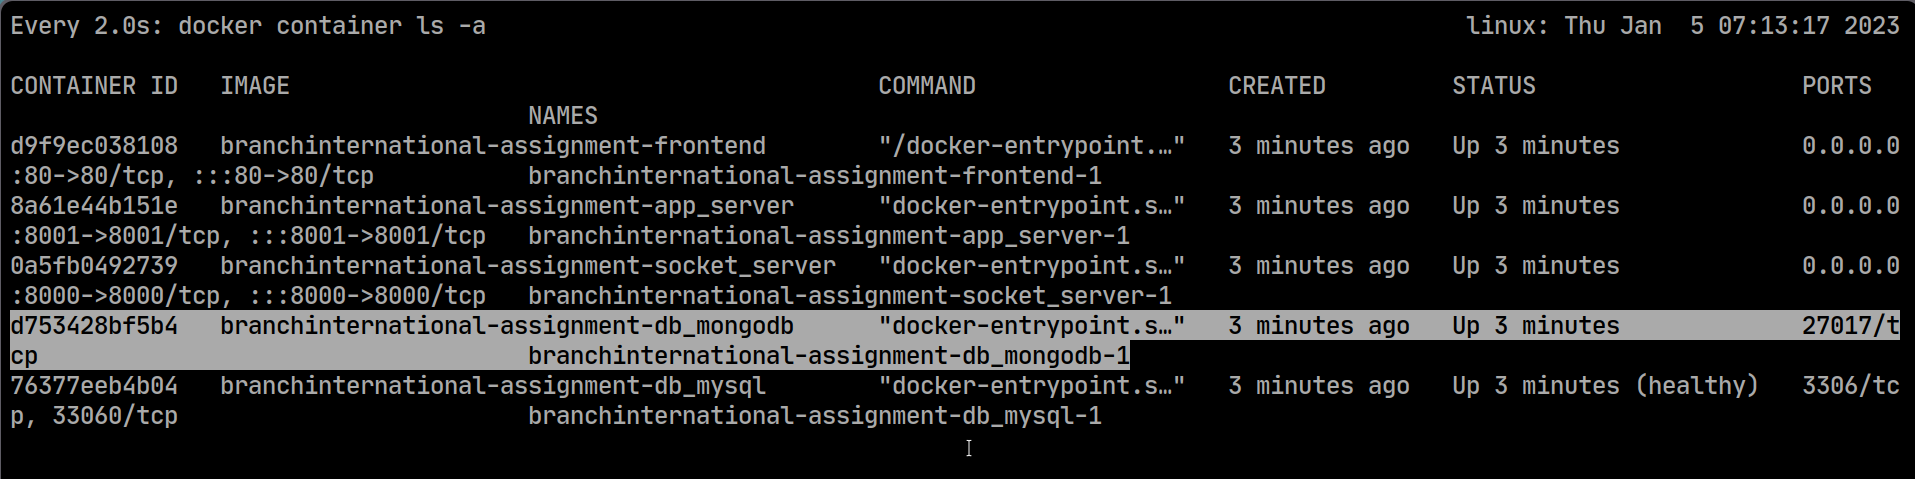 Every 2.0s: docker container ls -a                                                                      linux: Thu Jan  5 07:13:17 2023
CONTAINER ID   IMAGE                                          COMMAND                  CREATED         STATUS                   PORTS
                                     NAMES
d9f9ec038108   branchinternational-assignment-frontend        "/docker-entrypoint.…"   3 minutes ago   Up 3 minutes             0.0.0.0
:80->80/tcp, :::80->80/tcp           branchinternational-assignment-frontend-1
8a61e44b151e   branchinternational-assignment-app_server      "docker-entrypoint.s…"   3 minutes ago   Up 3 minutes             0.0.0.0
:8001->8001/tcp, :::8001->8001/tcp   branchinternational-assignment-app_server-1
0a5fb0492739   branchinternational-assignment-socket_server   "docker-entrypoint.s…"   3 minutes ago   Up 3 minutes             0.0.0.0
:8000->8000/tcp, :::8000->8000/tcp   branchinternational-assignment-socket_server-1
d753428bf5b4   branchinternational-assignment-db_mongodb      "docker-entrypoint.s…"   3 minutes ago   Up 3 minutes             27017/t
cp                                   branchinternational-assignment-db_mongodb-1
76377eeb4b04   branchinternational-assignment-db_mysql        "docker-entrypoint.s…"   3 minutes ago   Up 3 minutes (healthy)   3306/tc
p, 33060/tcp                         branchinternational-assignment-db_mysql-1